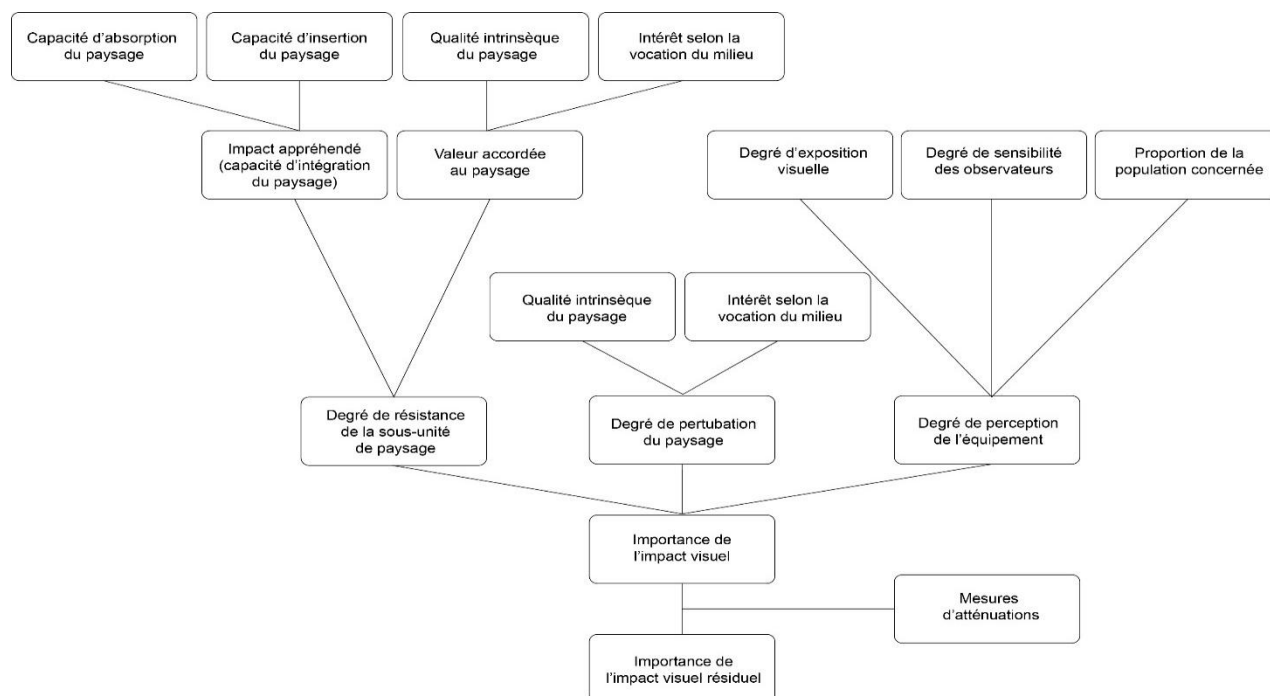 Capacité d'absorption
du paysage
Capacité d'insertion
du paysage
Qualité intrinsèque
du paysage
Intérêt selon la
vocation du milieu
Impact appréhendé
(capacité d'intégration
du paysage)
Valeur accordée
au paysage
Degré d'exposition
visuelle
Degré de sensibilité
des observateurs
Proportion de la
population concernée
Qualité intrinsèque
du paysage
Intérêt selon la
vocation du milieu
Degré de résistance
de la sous-unité
de paysage
Degré de pertubation
du paysage
Degré de perception
de l'équipement
Importance de
l'impact visuel
Mesures
d'atténuations
Importance de
l'impact visuel résiduel